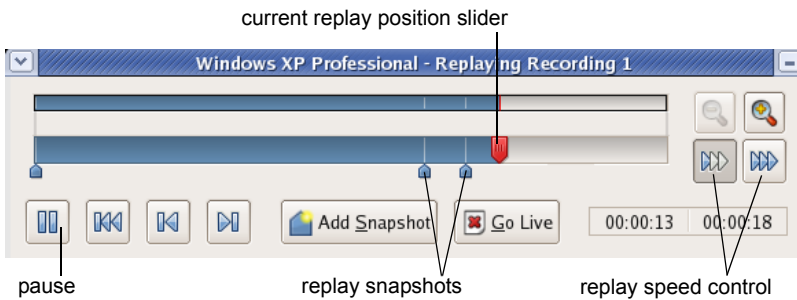 current replay position slider
Windows XP Professional - Replaying Recording 1
Add Snapshot
Go Live
00:00:13
00:00:18
pause
replay snapshots
replay speed control